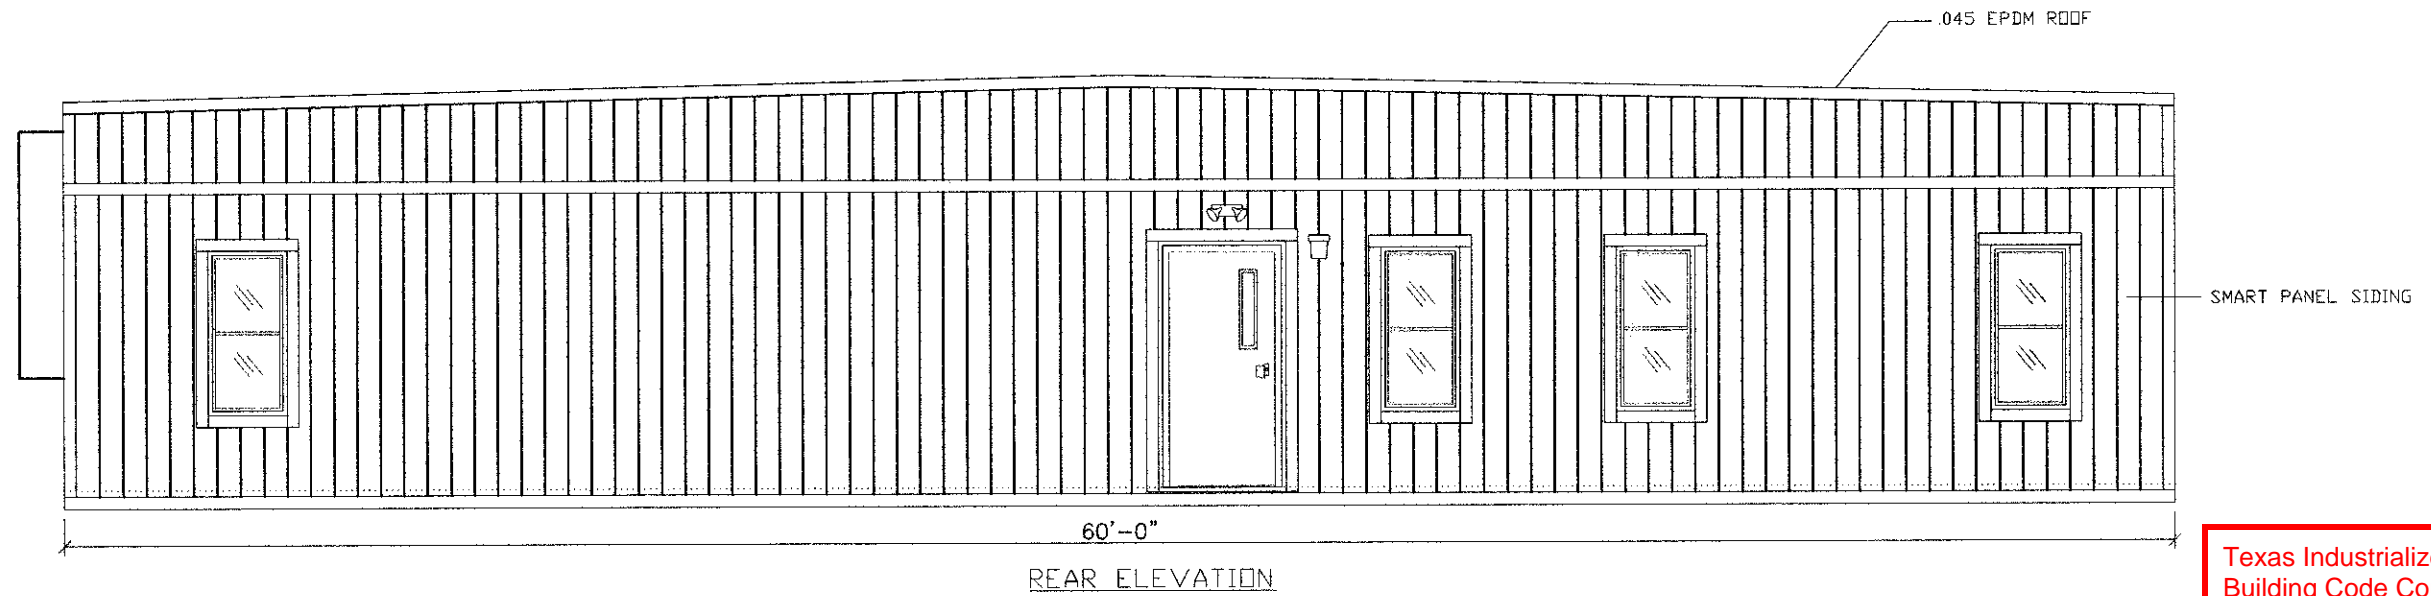 .045 EPDM ROOF
SMART PANEL SIDING
60'-0"
REAR ELEVATION
Texas Industrializ
Building Code Co